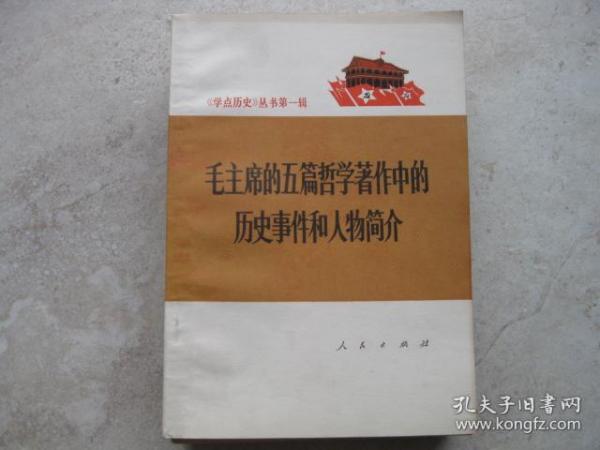 《学点历史》丛书第一辑
毛主席的五篇哲学著作中的
历史事件和人物简介
人民出版社
孔夫子旧书网
www.kongfz.com